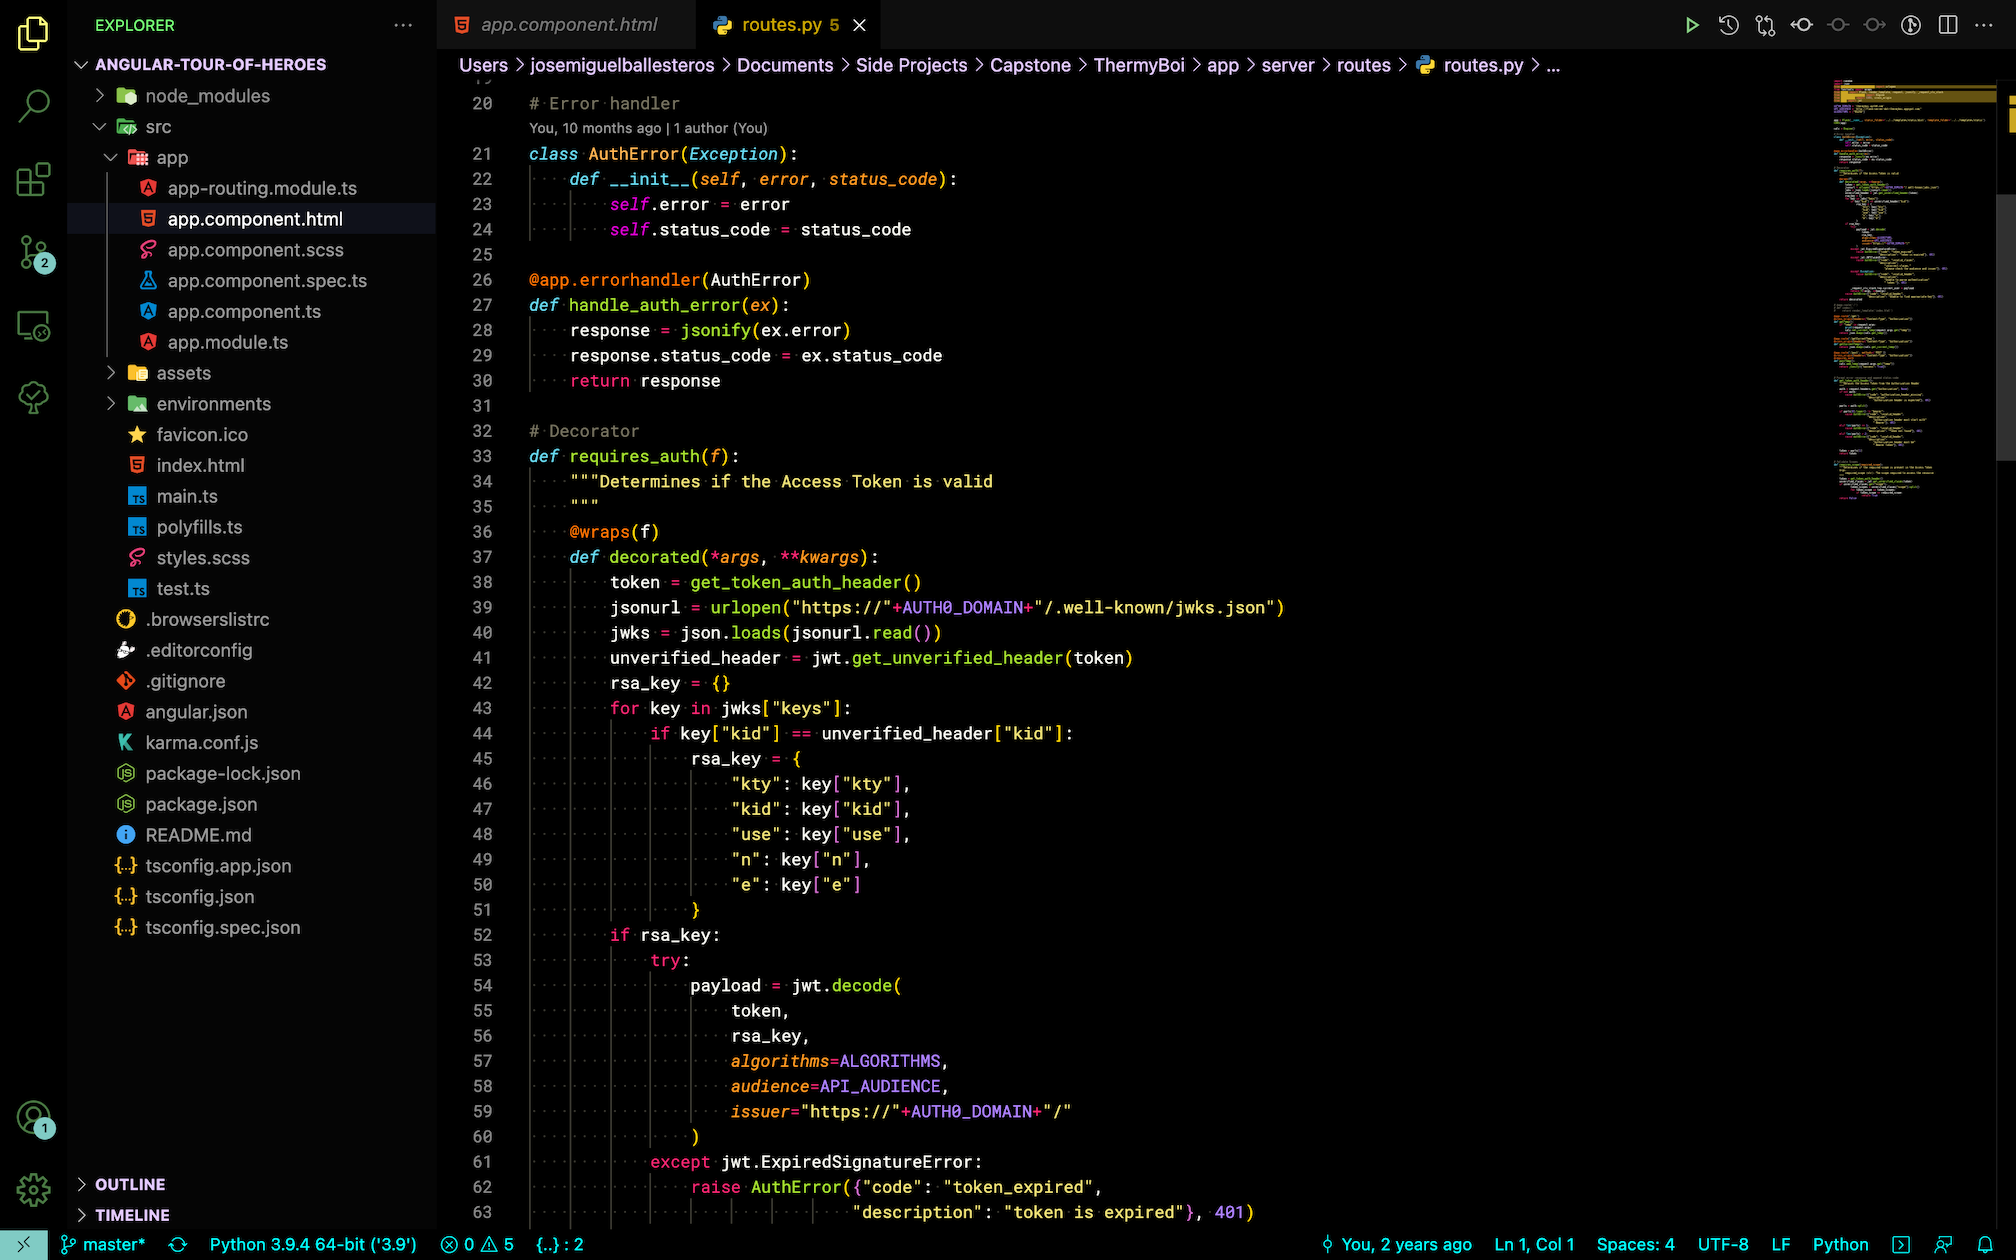 EXPLORER
ANGULAR-TOUR-OF-HEROES
node_modules
src
app
app-routing.module.ts
app.component.html
app.component.scss
app.component.spec.ts
app.component.ts
app.module.ts
assets
environments
favicon.ico
index.html
main.ts
polyfills.ts
styles.scss
test.ts
.browserslistrc
.editorconfig
.gitignore
angular.json
karma.conf.js
package-lock.json
package.json
README.md
tsconfig.app.json
tsconfig.json
tsconfig.spec.json
OUTLINE
TIMELINE
2
1
app.component.html
routes.py 5
Users > josemiguelballesteros > Documents > Side Projects > Capstone > ThermyBoi > app > server > routes > routes.py > ...
20 # Error handler
You, 10 months ago | 1 author (You)
21 class AuthError(Exception):
22 def __init__(self, error, status_code):
23 self.error = error
24 self.status_code = status_code
25
26 @app.errorhandler(AuthError)
27 def handle_auth_error(ex):
28 response = jsonify(ex.error)
29 response.status_code = ex.status_code
30 return response
31
32 # Decorator
33 def requires_auth(f):
34 """Determines if the Access Token is valid
35 """
36 @wraps(f)
37 def decorated(*args, **kwargs):
38 token = get_token_auth_header()
39 jsonurl = urlopen("https://"+AUTH0_DOMAIN+"/.well-known/jwks.json")
40 jwks = json.loads(jsonurl.read())
41 unverified_header = jwt.get_unverified_header(token)
42 rsa_key = {}
43 for key in jwks["keys"]:
44 if key["kid"] == unverified_header["kid"]:
45 rsa_key = {
46 "kty": key["kty"],
47 "kid": key["kid"],
48 "use": key["use"],
49 "n": key["n"],
50 "e": key["e"]
51 }
52 if rsa_key:
53 try:
54 payload = jwt.decode(
55 token,
56 rsa_key,
57 algorithms=ALGORITHMS,
58 audience=API_AUDIENCE,
59 issuer="https://"+AUTH0_DOMAIN+"/"
60 )
61 except jwt.ExpiredSignatureError:
62 raise AuthError({"code": "token_expired",
63 "description": "token is expired"}, 401)
master* Python 3.9.4 64-bit ('3.9') 0 5 {..} : 2 You, 2 years ago Ln 1, Col 1 Spaces: 4 UTF-8 LF Python